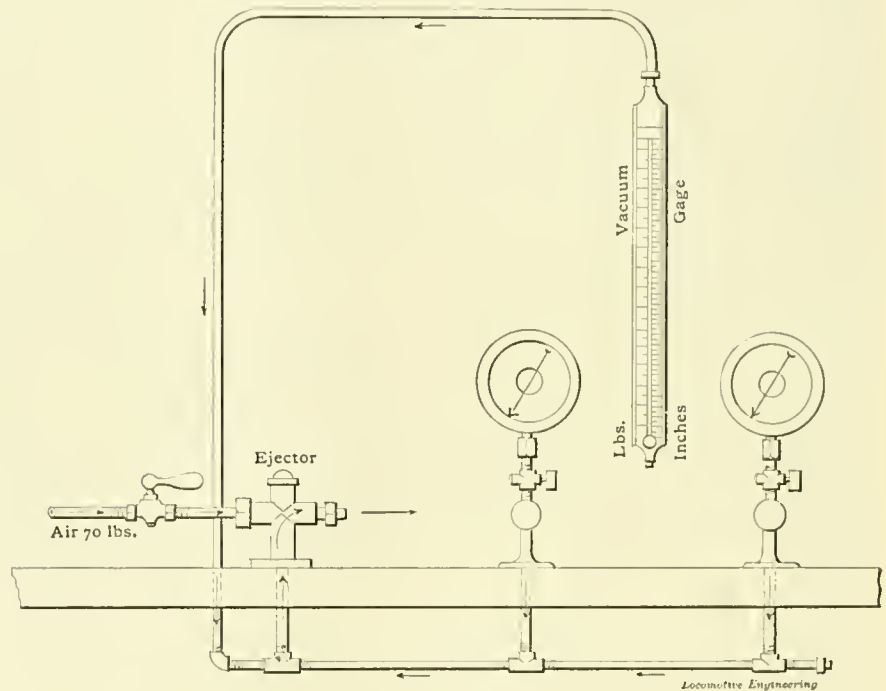 Vacuum
Gage
Lbs.
Inches
Ejector
Air 70 lbs.
Locomotive Engineering